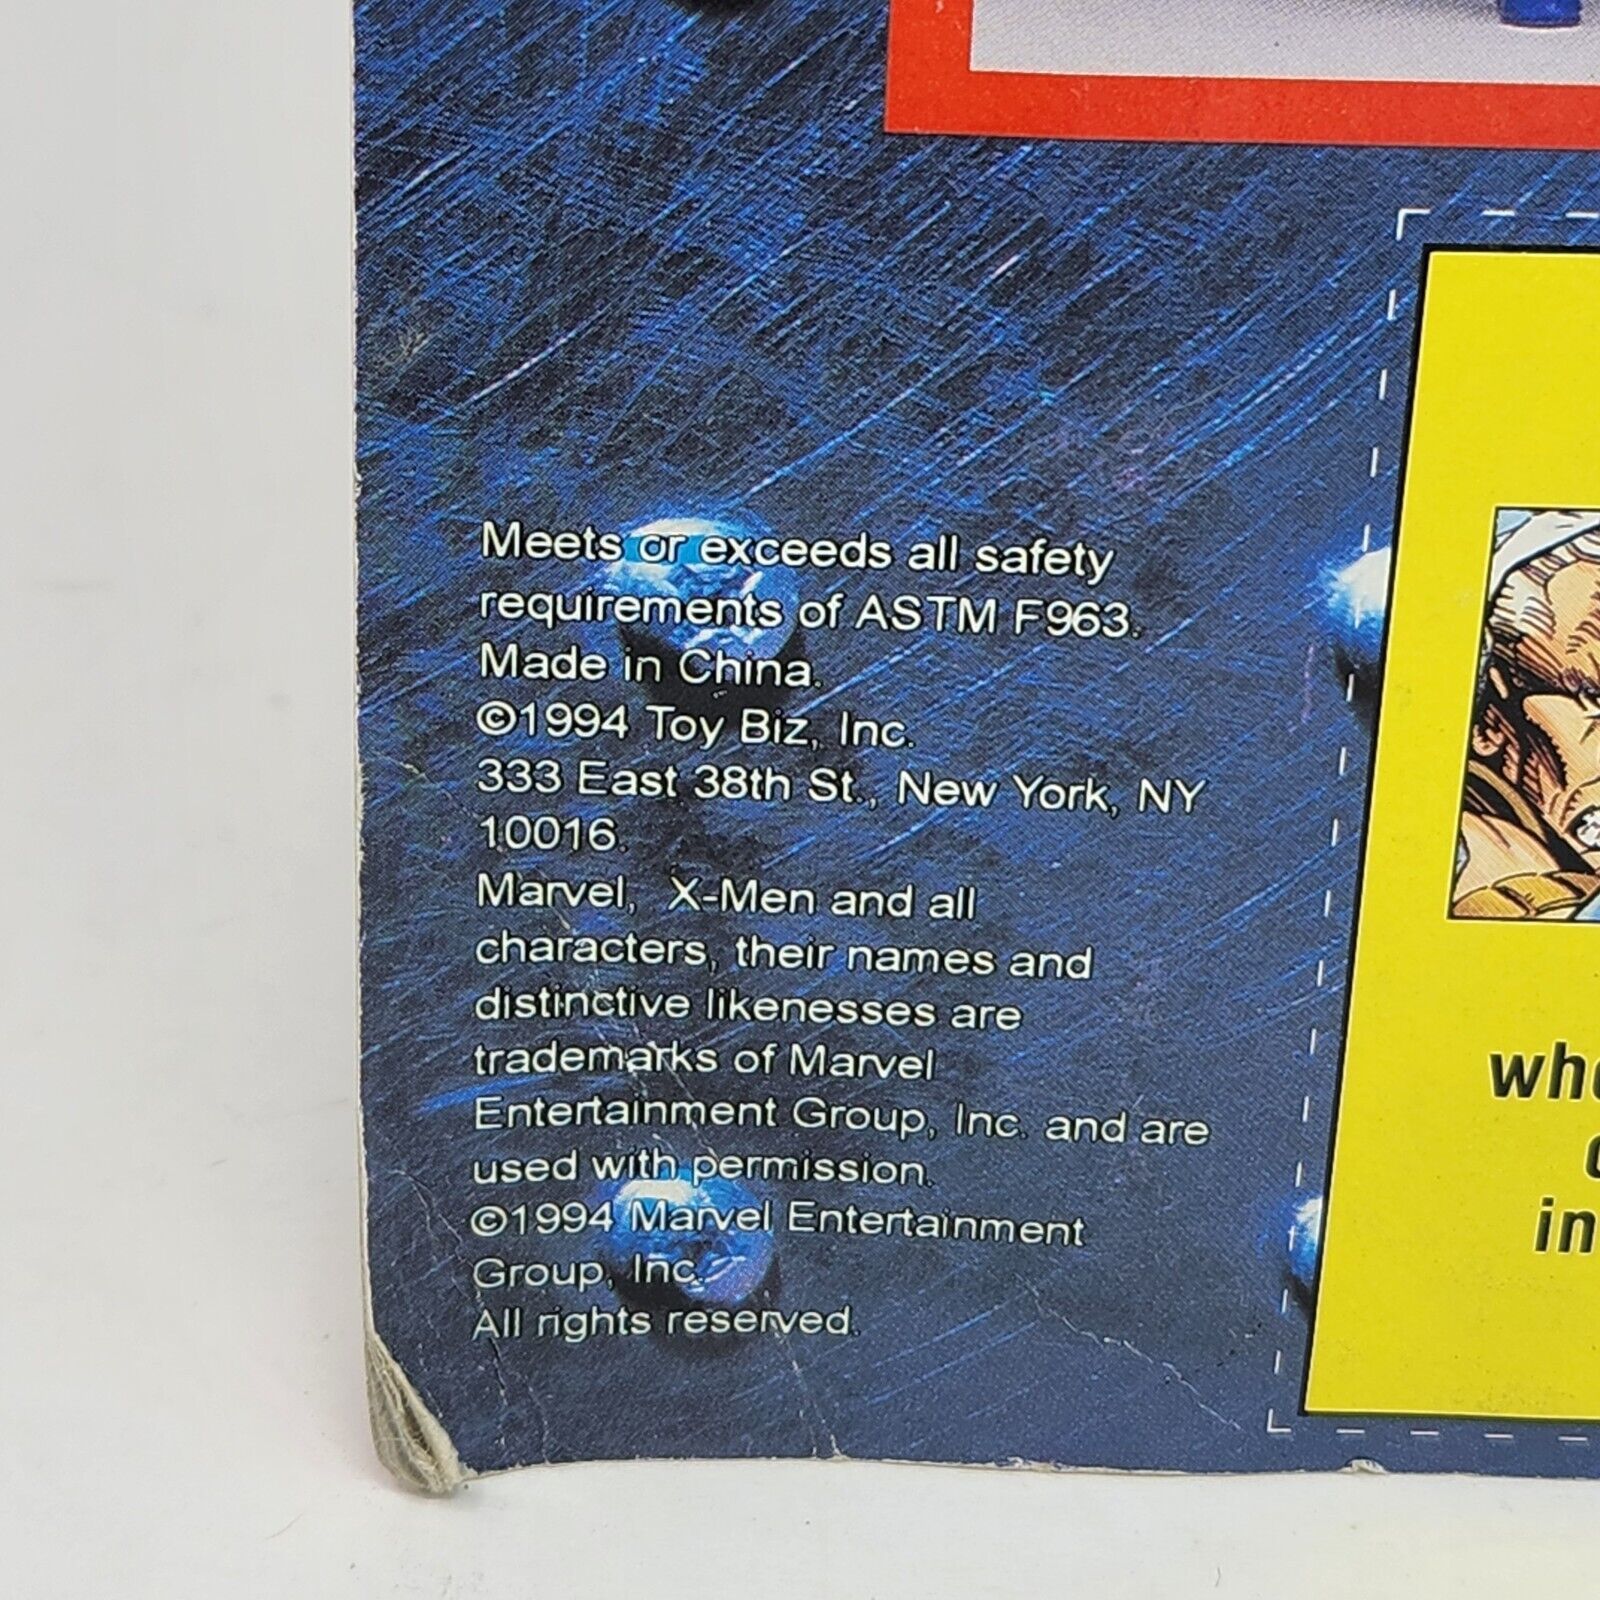 Meets or exceeds all safety
requirements of ASTM F963.
Made in China.
©1994 Toy Biz, Inc.
333 East 38th St., New York, NY
10016.
Marvel, X-Men and all
characters, their names and
distinctive likenesses are
trademarks of Marvel
Entertainment Group, Inc. and are
used with permission.
©1994 Marvel Entertainment
Group, Inc.
All rights reserved.
in